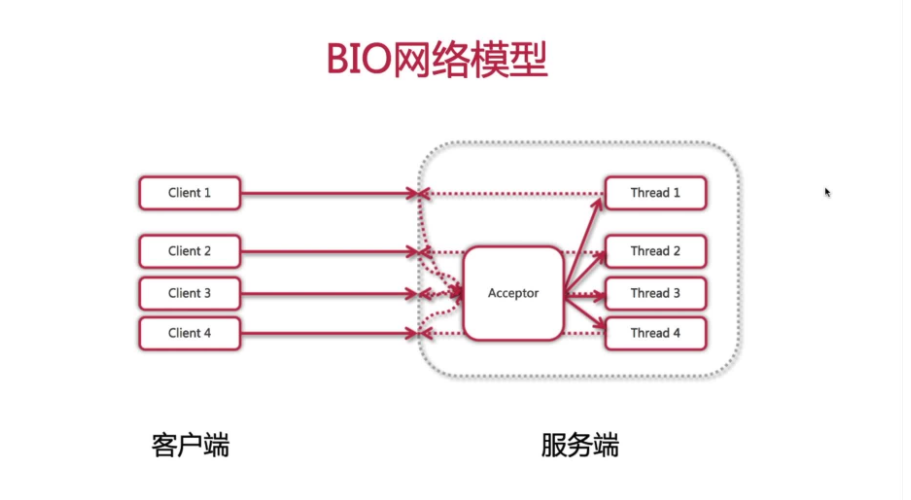 BIO网络模型
Client 1
Thread 1
Client 2
Thread 2
Client 3
Acceptor
Thread 3
Client 4
Thread 4
客户端
服务端